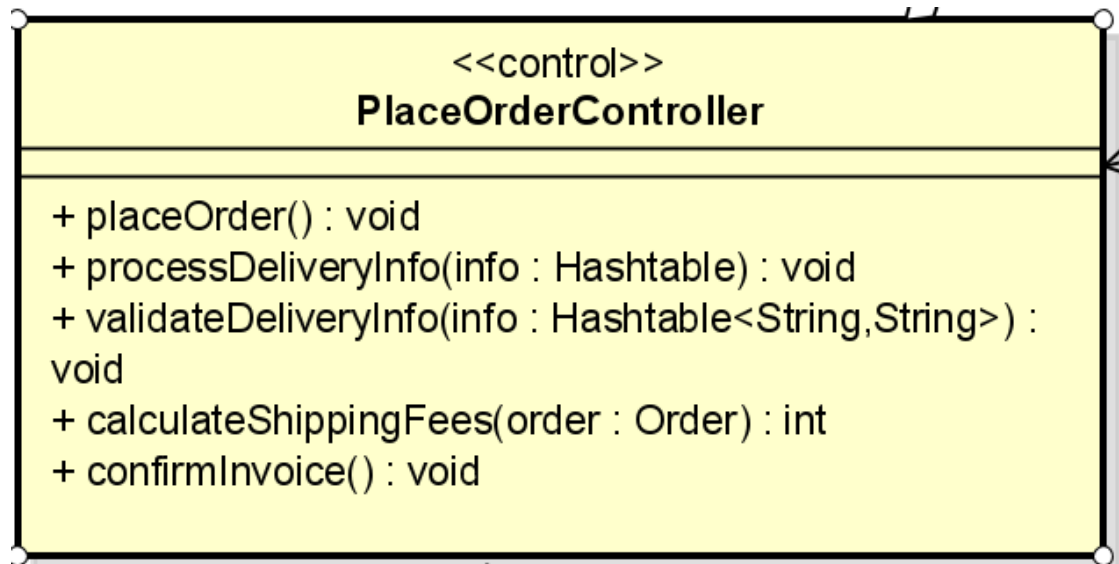 <<control>>
PlaceOrderController
+ placeOrder() : void
+ processDeliveryInfo(info : Hashtable) : void
+ validateDeliveryInfo(info : Hashtable<String,String>) :
void
+ calculateShippingFees(order : Order) : int
+ confirmInvoice() : void